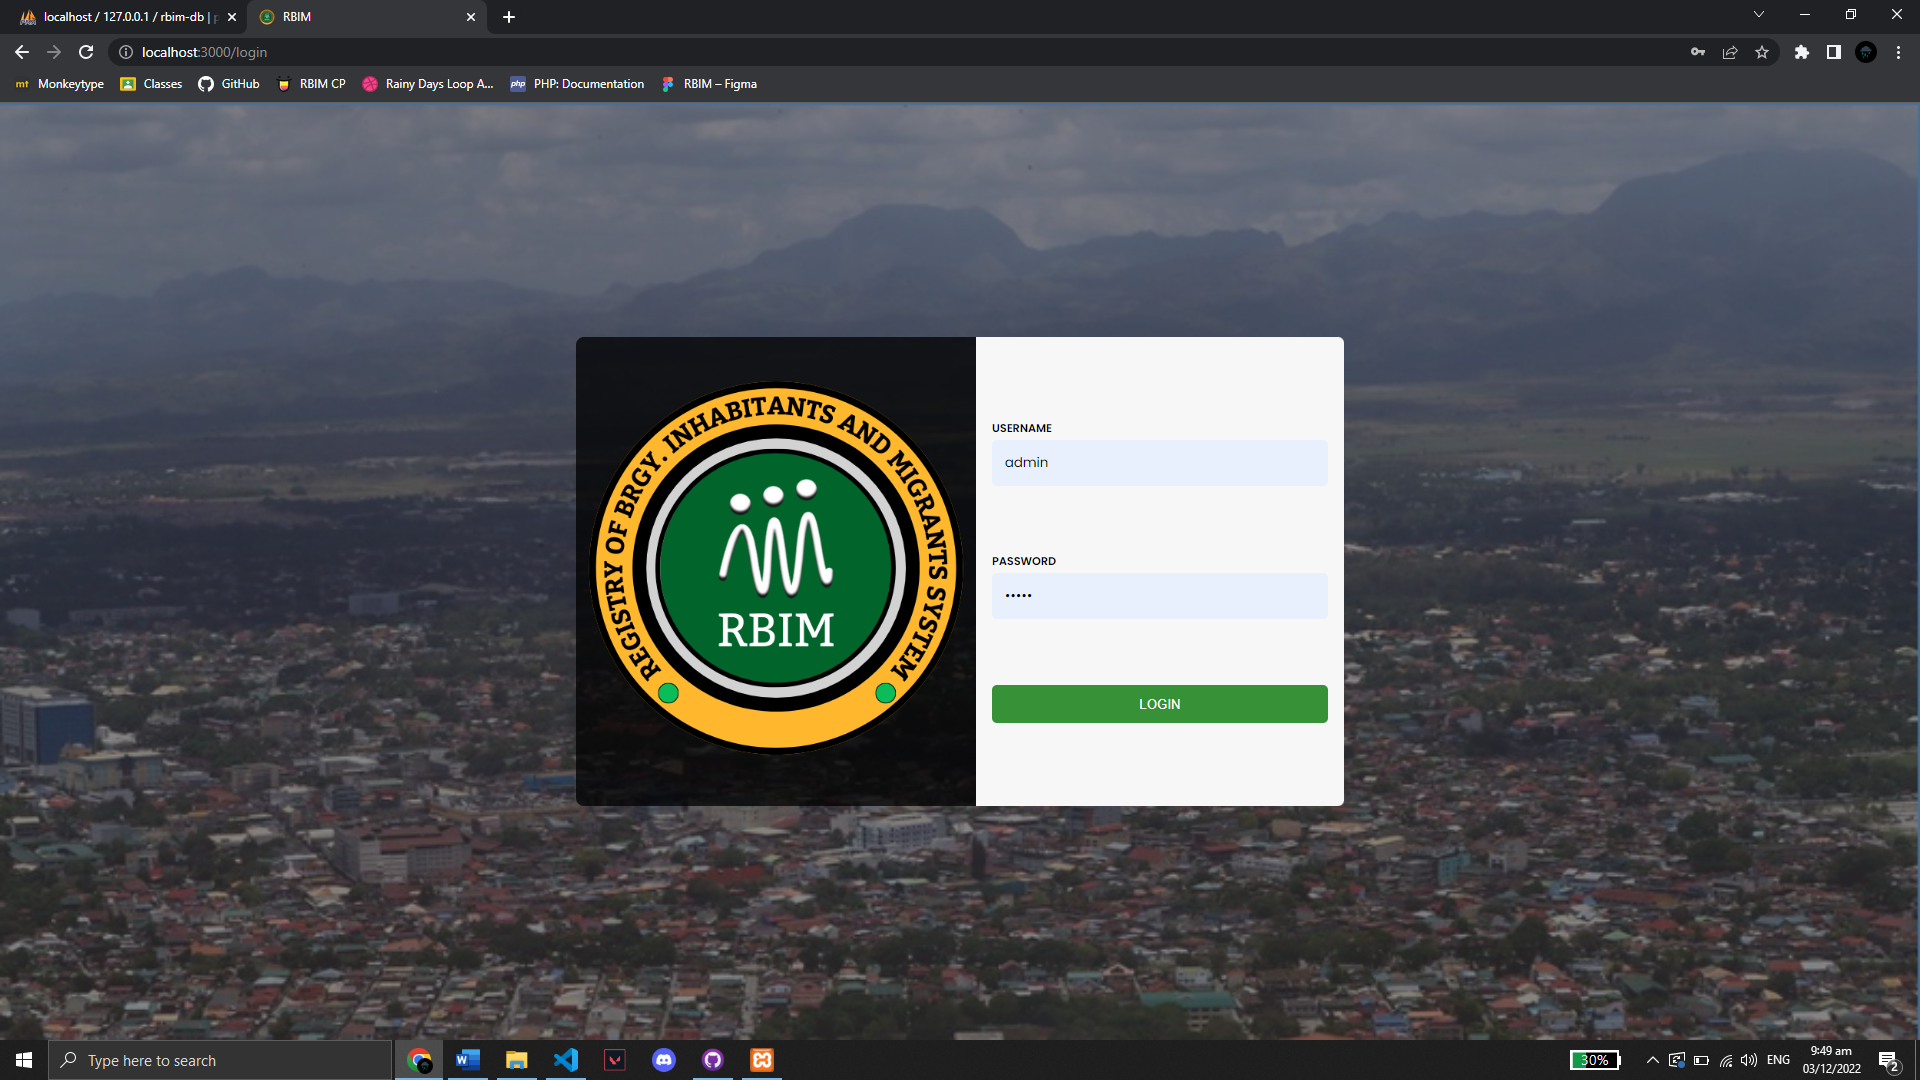 localhost / 127.0.0.1 / rbim-db |
RBIM
localhost:3000/login
mt Monkeytype
Classes
GitHub
RBIM CP
Rainy Days Loop A...
php PHP: Documentation
RBIM – Figma
REGISTRY OF BRGY. INHABITANTS AND MIGRANTS SYSTEM
RBIM
USERNAME
admin
PASSWORD
•••••
LOGIN
Type here to search
30%
ENG
9:49 am
03/12/2022
2